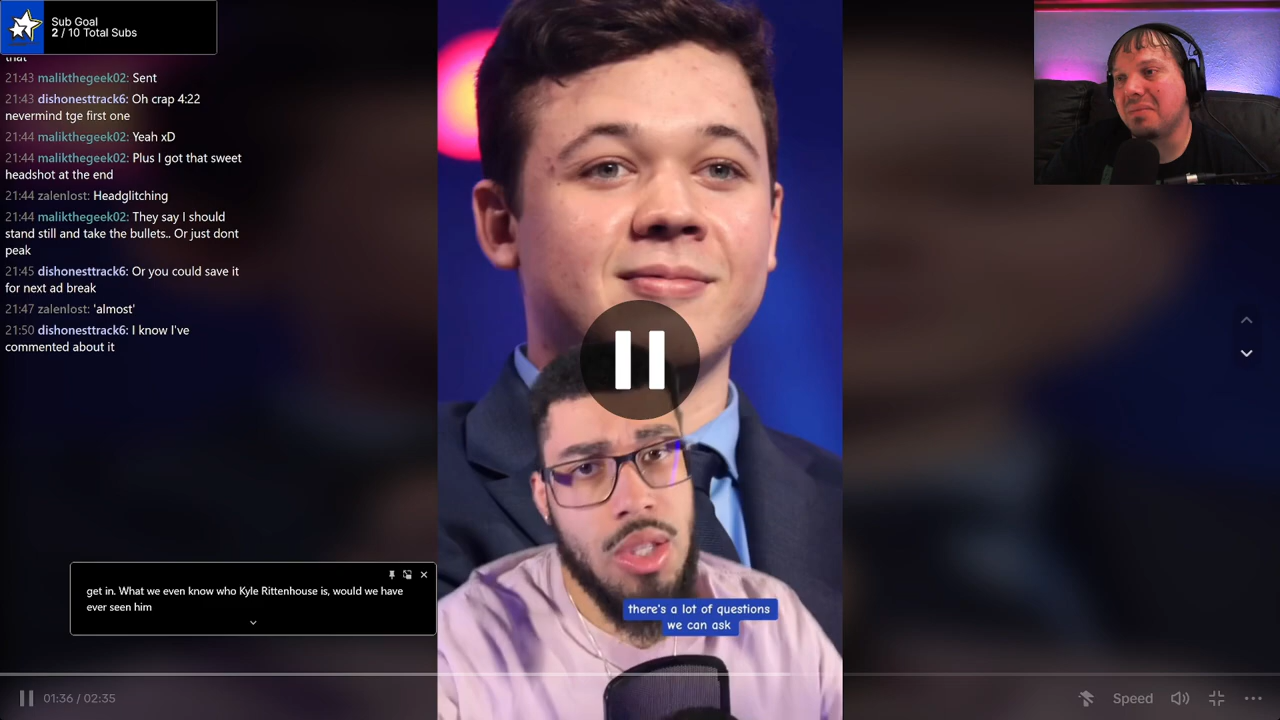 Sub Goal
2 / 10 Total Subs
that
21:43 malikthegeek02: Sent
21:43 dishonesttrack6: Oh crap 4:22
nevermind tge first one
21:44 malikthegeek02: Yeah xD
21:44 malikthegeek02: Plus I got that sweet
headshot at the end
21:44 zalenlost: Headglitching
21:44 malikthegeek02: They say I should
stand still and take the bullets.. Or just dont
peak
21:45 dishonesttrack6: Or you could save it
for next ad break
21:47 zalenlost: 'almost'
21:50 dishonesttrack6: I know I've
commented about it
get in. What we even know who Kyle Rittenhouse is, would we have
ever seen him
there's a lot of questions
we can ask
01:36 / 02:35
Speed